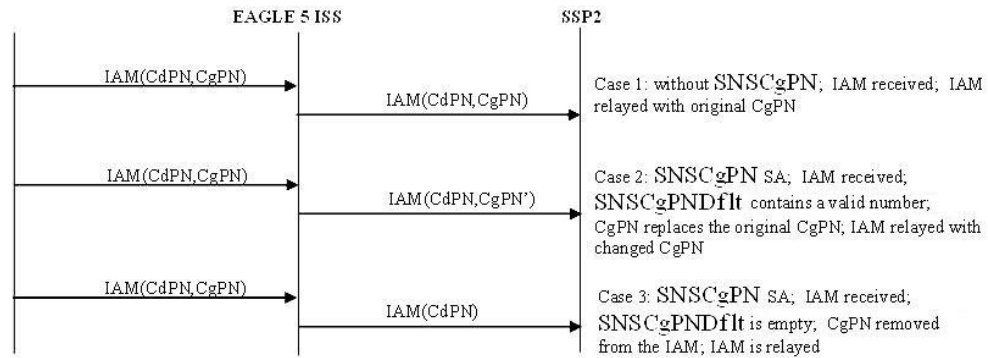 EAGLE 5 ISS
SSP2
IAM(CdPN,CgPN)
IAM(CdPN,CgPN)
Case 1: without SNSCgPN; IAM received; IAM
relayed with original CgPN
IAM(CdPN,CgPN)
IAM(CdPN,CgPN')
Case 2: SNSCgPN SA; IAM received;
SNSCgPNDflt contains a valid number;
CgPN replaces the original CgPN; IAM relayed with
changed CgPN
IAM(CdPN,CgPN)
IAM(CdPN)
Case 3: SNSCgPN SA; IAM received;
SNSCgPNDflt is empty; CgPN removed
from the IAM; IAM is relayed